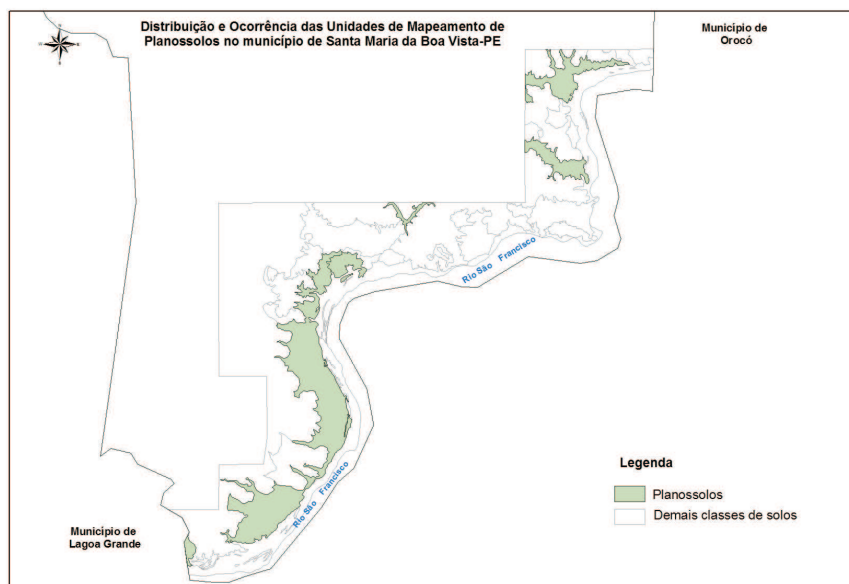 Distribuição e Ocorrência das Unidades de Mapeamento de
Planossolos no município de Santa Maria da Boa Vista-PE
Município de
Orocó
Rio São Francisco
Rio São Francisco
Legenda
Planossolos
Demais classes de solos
Município de
Lagoa Grande